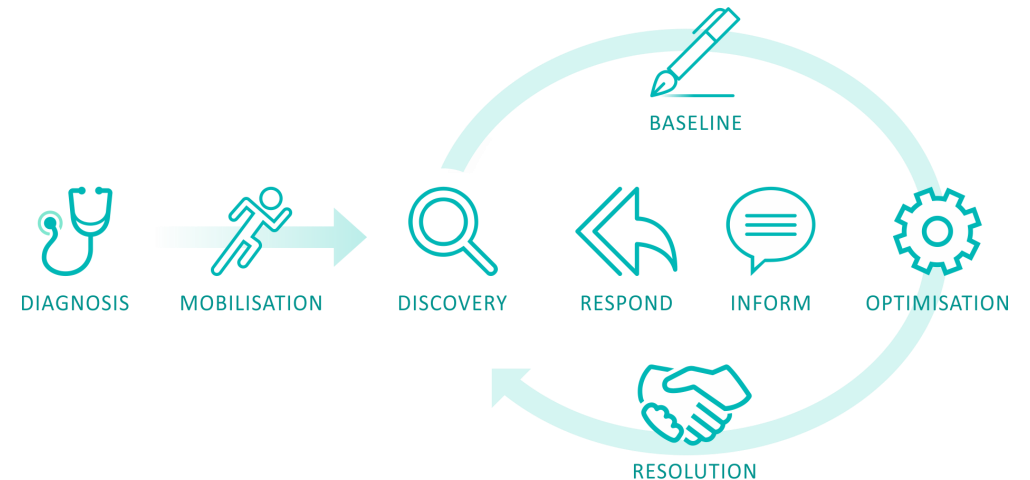 BASELINE
DIAGNOSIS
MOBILISATION
DISCOVERY
RESPOND
INFORM
OPTIMISATION
RESOLUTION